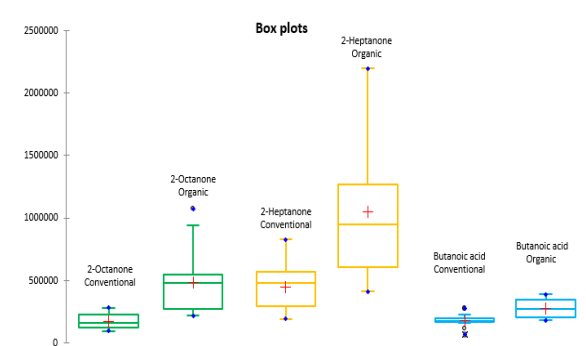 Box plots
2500000
2000000
1500000
1000000
500000
0
2-Octanone
Conventional
2-Octanone
Organic
2-Heptanone
Conventional
2-Heptanone
Organic
Butanoic acid
Conventional
Butanoic acid
Organic